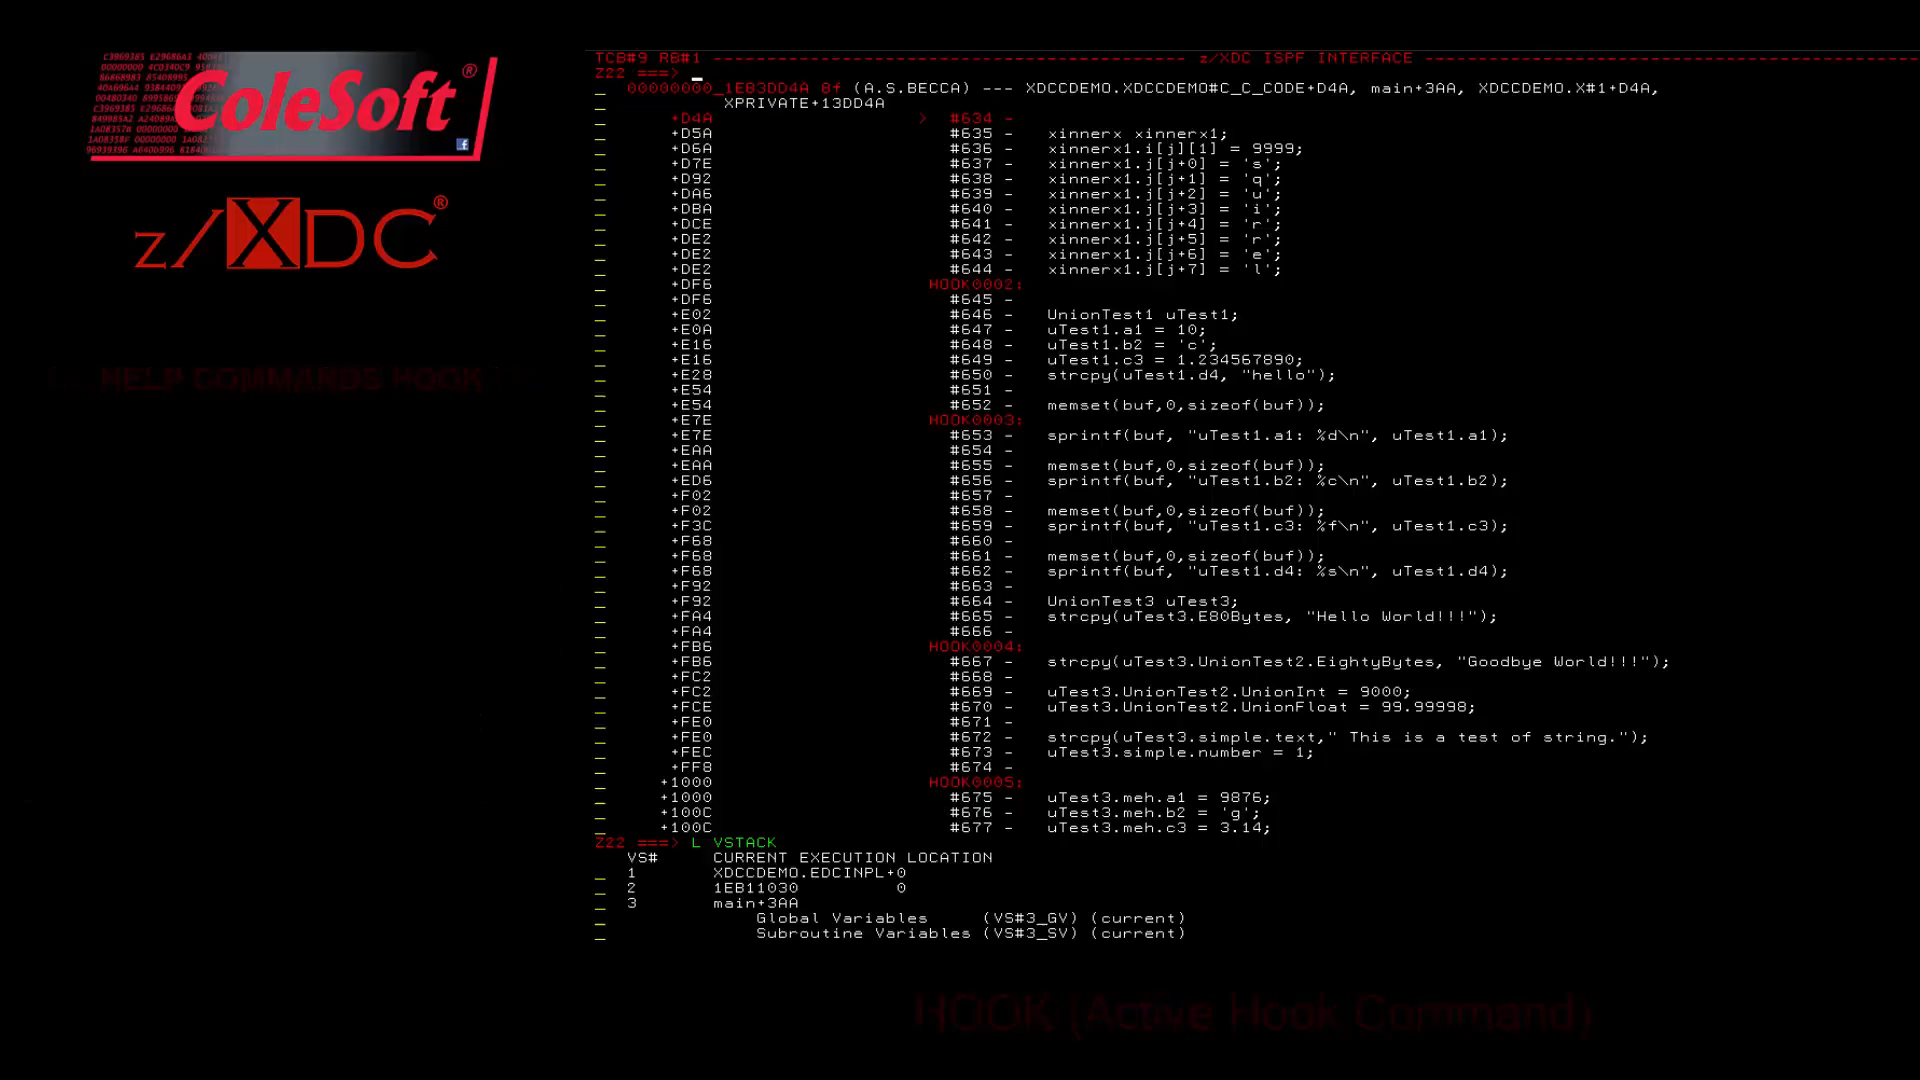 ColeSoft®
z/XDC®
HELP COMMANDS HOOK
TCB#9 RB#1 -------------------------------------------- z/XDC ISPF INTERFACE ----------------------------------------------
Z22 ===> _
_ 00000000_1EB3DD4A 8f (A.S.BECCA) --- XDCCDEMO.XDCCDEMO#C_C_CODE+D4A, main+3AA, XDCCDEMO.X#1+D4A,
_ XPRIVATE+13DD4A
_ +D4A > #634 -
_ +D5A #635 - xinnerx xinnerx1;
_ +D6A #636 - xinnerx1.i[j][1] = 9999;
_ +D7E #637 - xinnerx1.j[j+0] = 's';
_ +D92 #638 - xinnerx1.j[j+1] = 'q';
_ +DA6 #639 - xinnerx1.j[j+2] = 'u';
_ +DBA #640 - xinnerx1.j[j+3] = 'i';
_ +DCE #641 - xinnerx1.j[j+4] = 'r';
_ +DE2 #642 - xinnerx1.j[j+5] = 'r';
_ +DE2 #643 - xinnerx1.j[j+6] = 'e';
_ +DE2 #644 - xinnerx1.j[j+7] = 'l';
_ +DF6 HOOK0002:
_ +DF6 #645 -
_ +E02 #646 - UnionTest1 uTest1;
_ +E0A #647 - uTest1.a1 = 10;
_ +E16 #648 - uTest1.b2 = 'c';
_ +E16 #649 - uTest1.c3 = 1.234567890;
_ +E28 #650 - strcpy(uTest1.d4, "hello");
_ +E54 #651 -
_ +E54 #652 - memset(buf,0,sizeof(buf));
_ +E7E HOOK0003:
_ +E7E #653 - sprintf(buf, "uTest1.a1: %d\n", uTest1.a1);
_ +EAA #654 -
_ +EAA #655 - memset(buf,0,sizeof(buf));
_ +ED6 #656 - sprintf(buf, "uTest1.b2: %c\n", uTest1.b2);
_ +F02 #657 -
_ +F02 #658 - memset(buf,0,sizeof(buf));
_ +F3C #659 - sprintf(buf, "uTest1.c3: %f\n", uTest1.c3);
_ +F68 #660 -
_ +F68 #661 - memset(buf,0,sizeof(buf));
_ +F68 #662 - sprintf(buf, "uTest1.d4: %s\n", uTest1.d4);
_ +F92 #663 -
_ +F92 #664 - UnionTest3 uTest3;
_ +FA4 #665 - strcpy(uTest3.E80Bytes, "Hello World!!!");
_ +FA4 #666 -
_ +FB6 HOOK0004:
_ +FB6 #667 - strcpy(uTest3.UnionTest2.EightyBytes, "Goodbye World!!!");
_ +FC2 #668 -
_ +FC2 #669 - uTest3.UnionTest2.UnionInt = 9000;
_ +FCE #670 - uTest3.UnionTest2.UnionFloat = 99.99998;
_ +FE0 #671 -
_ +FE0 #672 - strcpy(uTest3.simple.text," This is a test of string.");
_ +FEC #673 - uTest3.simple.number = 1;
_ +FF8 #674 -
_ +1000 HOOK0005:
_ +1000 #675 - uTest3.meh.a1 = 9876;
_ +100C #676 - uTest3.meh.b2 = 'g';
_ +100C #677 - uTest3.meh.c3 = 3.14;
Z22 ===> L VSTACK
VS# CURRENT EXECUTION LOCATION
_ 1 XDCCDEMO.EDCINPL+0
_ 2 1EB11030 0
_ 3 main+3AA
_ Global Variables (VS#3_GV) (current)
_ Subroutine Variables (VS#3_SV) (current)
HOOK (Active Hook Command)